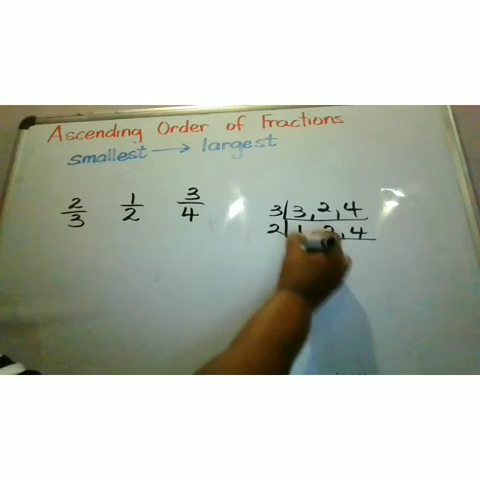 Ascending Order of Fractions
smallest → largest
2/3 1/2 3/4
3 | 3, 2, 4
2 | 1, 2, 4